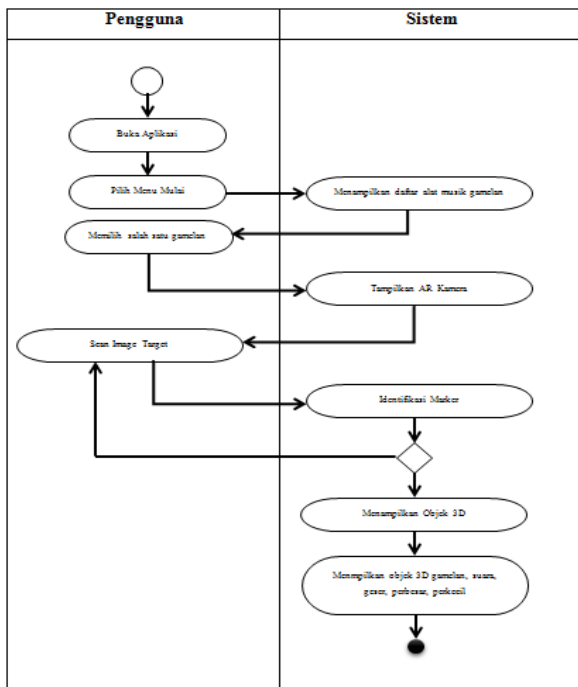 Pengguna
Sistem
Buka Aplikasi
Pilih Menu Mulai
Menampilkan daftar alat musik gamelan
Memilih salah satu gamelan
Tampilkan AR Kamera
Scan Image Target
Identifikasi Marker
Menampilkan Objek 3D
Menmpilkan objek 3D gamelan, suara,
geser, perbesar, perkecil